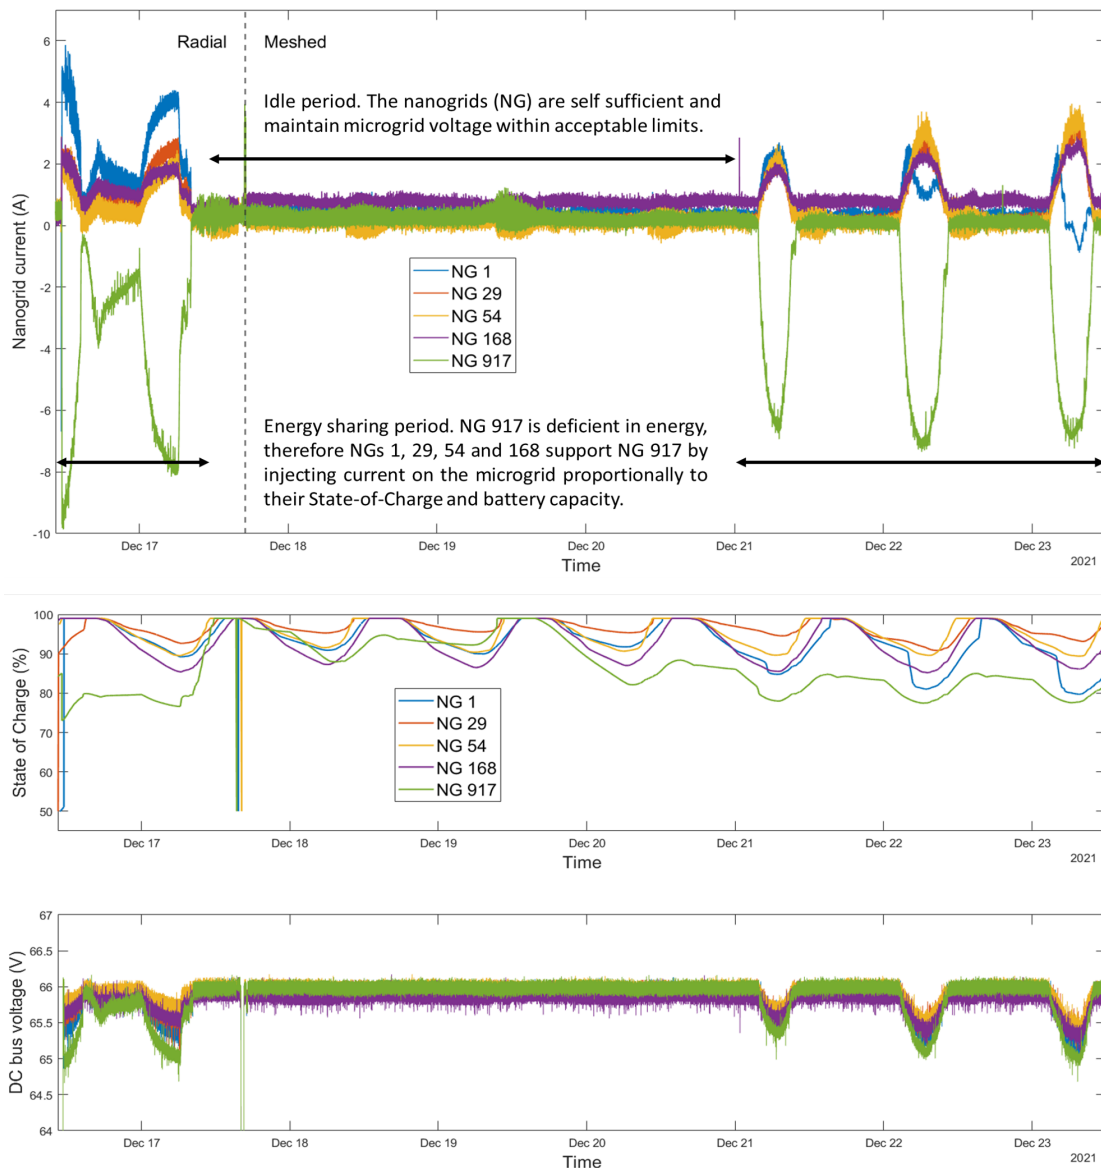 6
4
2
0
-2
-4
-6
-8
-10
Nanogrid current (A)
Radial
Meshed
Idle period. The nanogrids (NG) are self sufficient and
maintain microgrid voltage within acceptable limits.
NG 1
NG 29
NG 54
NG 168
NG 917
Energy sharing period. NG 917 is deficient in energy,
therefore NGs 1, 29, 54 and 168 support NG 917 by
injecting current on the microgrid proportionally to
their State-of-Charge and battery capacity.
Dec 17 Dec 18 Dec 19 Dec 20 Dec 21 Dec 22 Dec 23
Time
2021
100
90
80
70
60
50
State of Charge (%)
NG 1
NG 29
NG 54
NG 168
NG 917
Dec 17 Dec 18 Dec 19 Dec 20 Dec 21 Dec 22 Dec 23
Time
2021
67
66.5
66
65.5
65
64.5
64
DC bus voltage (V)
Dec 17 Dec 18 Dec 19 Dec 20 Dec 21 Dec 22 Dec 23
Time
2021